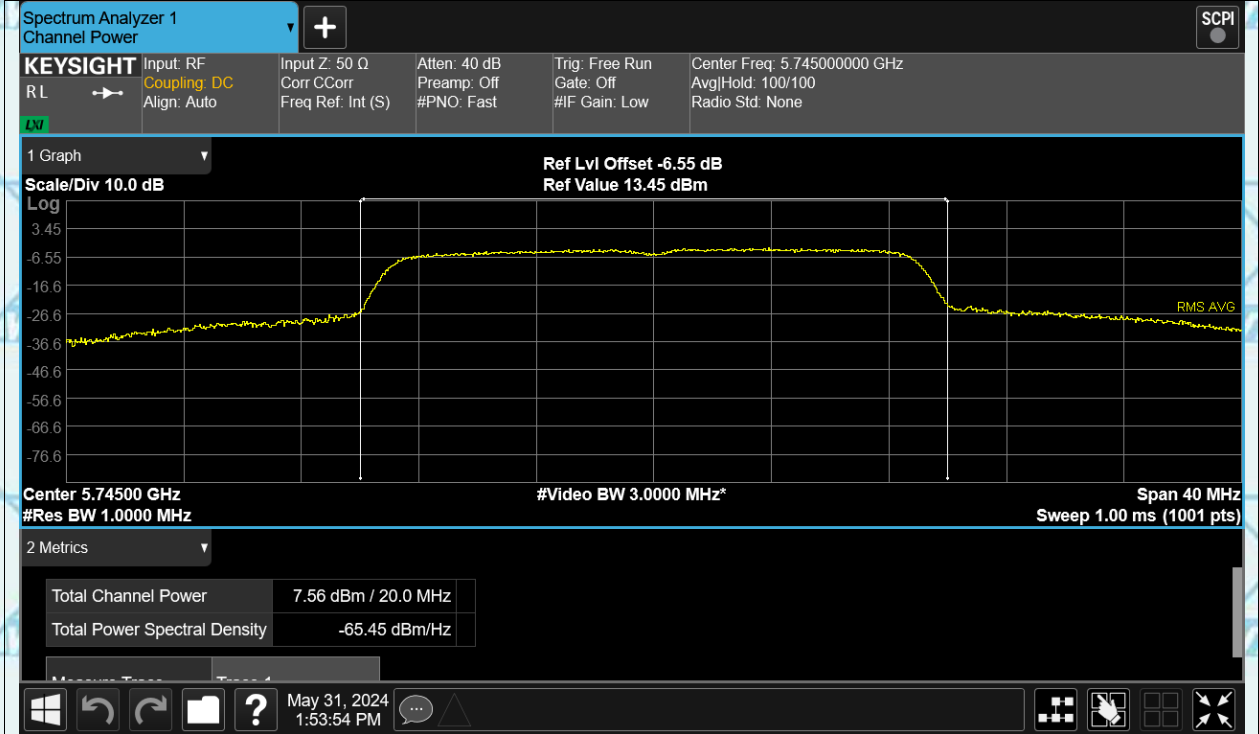 Spectrum Analyzer 1
Channel Power
SCPI
KEYSIGHT
R L
LXI
Input: RF
Coupling: DC
Align: Auto
Input Z: 50 Ω
Corr CCorr
Freq Ref: Int (S)
Atten: 40 dB
Preamp: Off
#PNO: Fast
Trig: Free Run
Gate: Off
#IF Gain: Low
Center Freq: 5.745000000 GHz
Avg|Hold: 100/100
Radio Std: None
1 Graph
Ref Lvl Offset -6.55 dB
Scale/Div 10.0 dB
Ref Value 13.45 dBm
Log
3.45
-6.55
-16.6
-26.6
RMS AVG
-36.6
-46.6
-56.6
-66.6
-76.6
Center 5.74500 GHz
#Video BW 3.0000 MHz*
Span 40 MHz
#Res BW 1.0000 MHz
Sweep 1.00 ms (1001 pts)
2 Metrics
Total Channel Power
7.56 dBm / 20.0 MHz
Total Power Spectral Density
-65.45 dBm/Hz
Measure Trace
Trace 1
?
May 31, 2024
1:53:54 PM